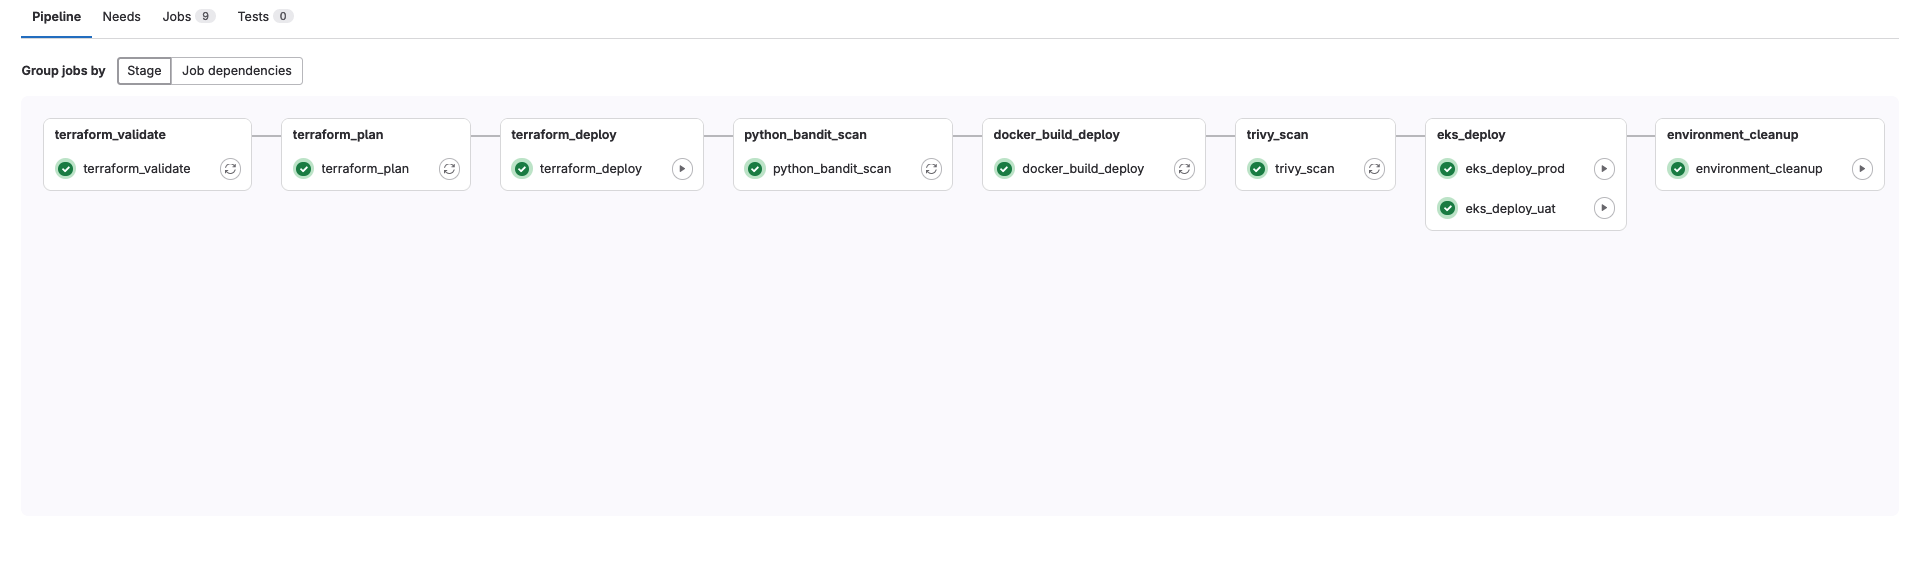 Pipeline Needs Jobs 9 Tests 0
Group jobs by Stage Job dependencies
terraform_validate
terraform_validate
terraform_plan
terraform_plan
terraform_deploy
terraform_deploy
python_bandit_scan
python_bandit_scan
docker_build_deploy
docker_build_deploy
trivy_scan
trivy_scan
eks_deploy
eks_deploy_prod
eks_deploy_uat
environment_cleanup
environment_cleanup